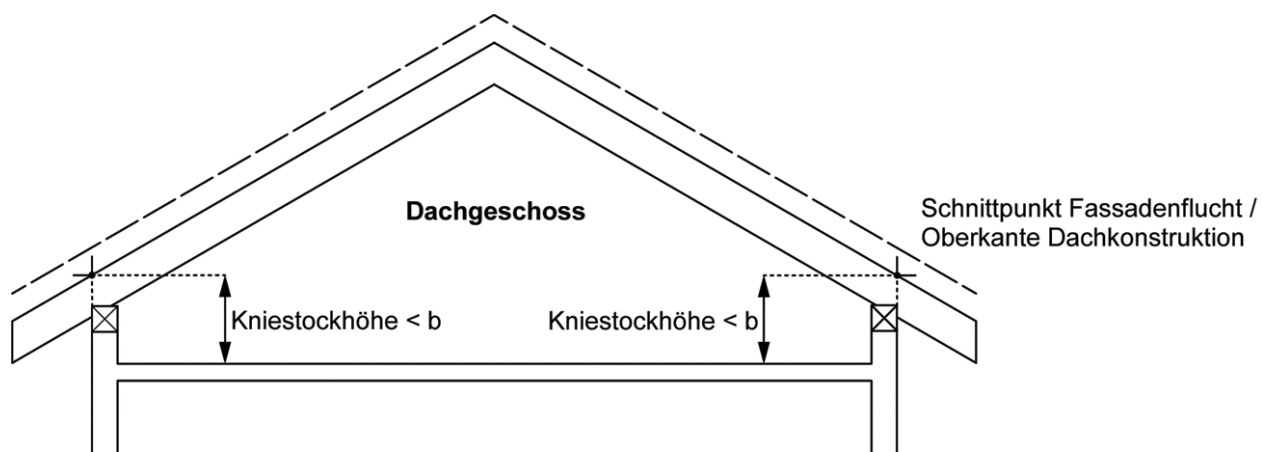 Dachgeschoss
Schnittpunkt Fassadenflucht /
Oberkante Dachkonstruktion
Kniestockhöhe < b
Kniestockhöhe < b